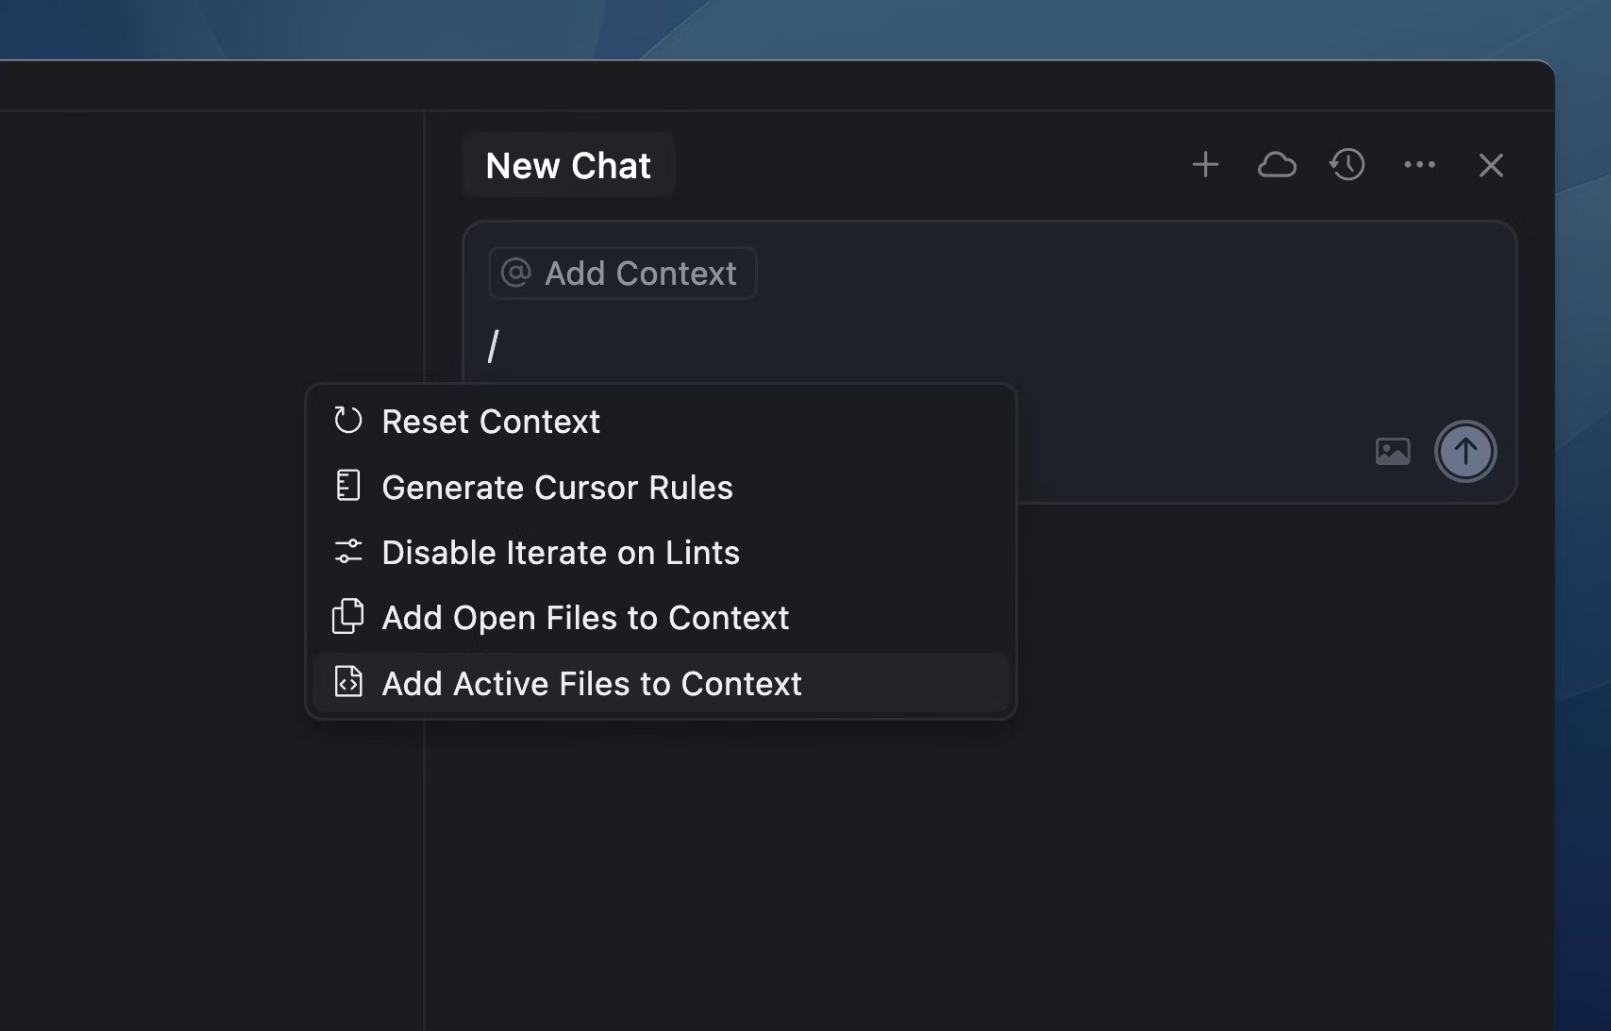 New Chat
@ Add Context
/
Reset Context
Generate Cursor Rules
Disable Iterate on Lints
Add Open Files to Context
Add Active Files to Context